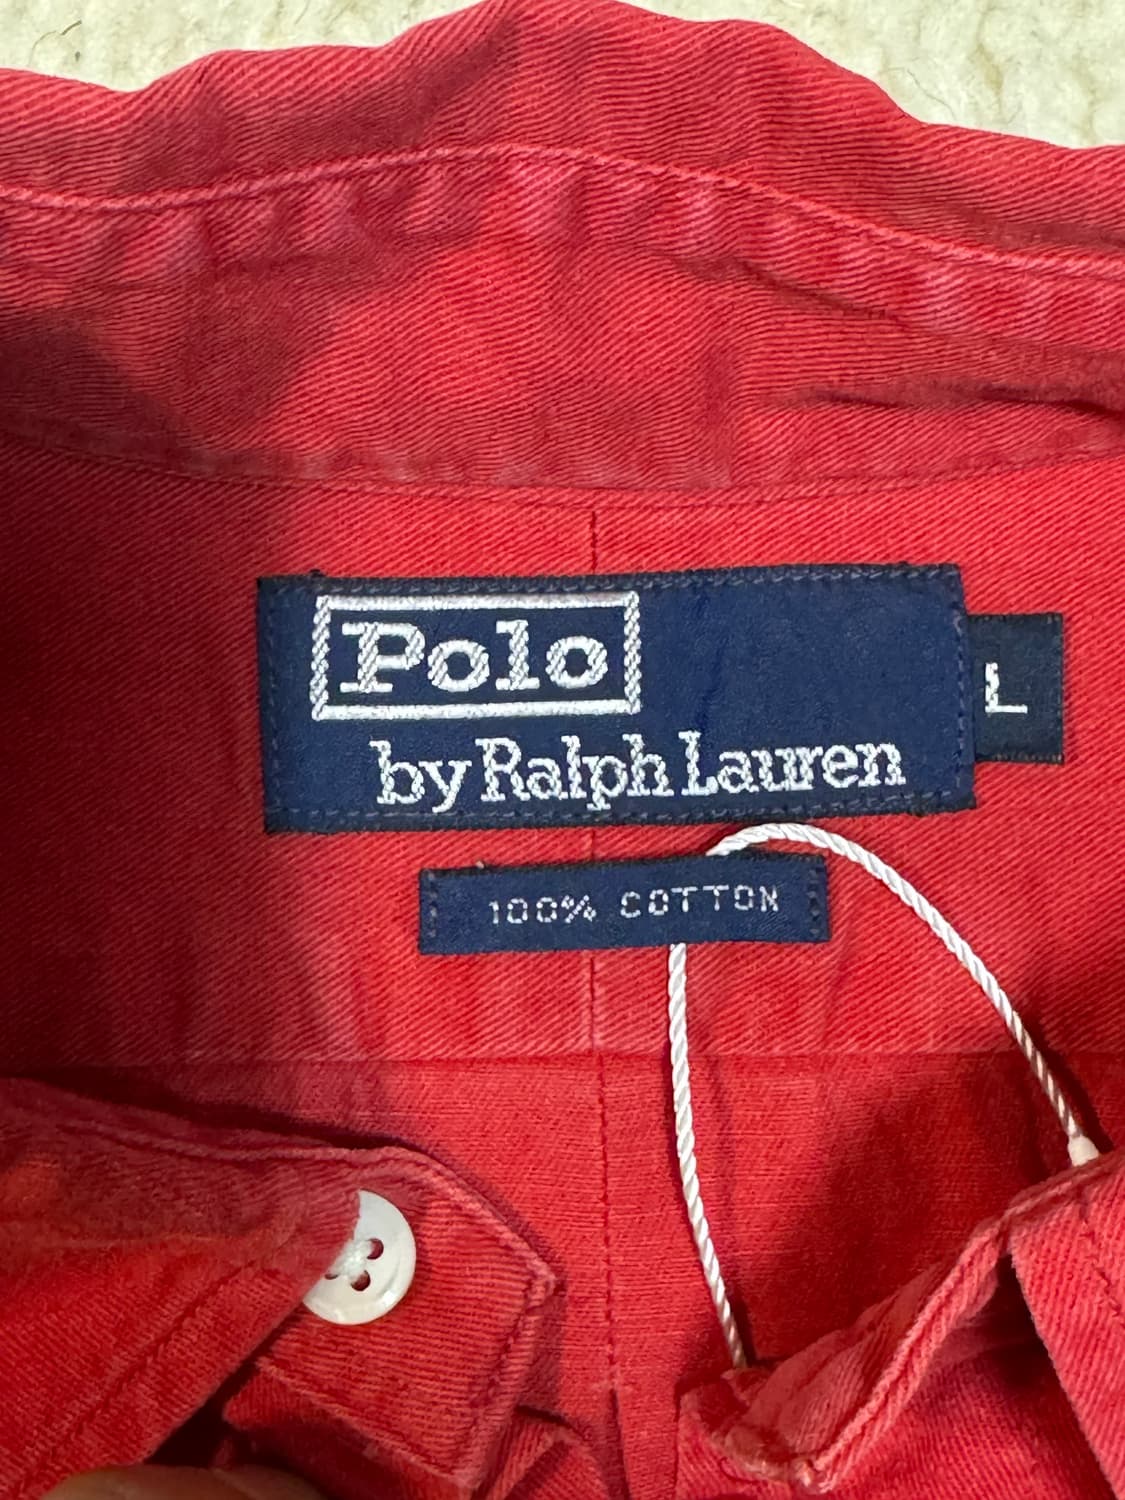 Polo
by Ralph Lauren
L
100% COTTON